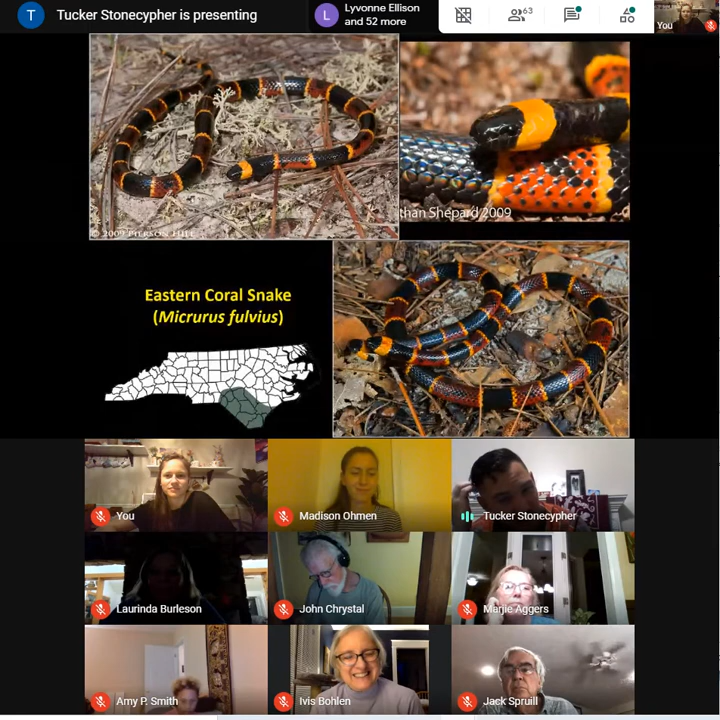 T
Tucker Stonecypher is presenting
L
Lyvonne Ellison
and 52 more
63
You
© 2009 PIERSON HILL
than Shepard 2009
Eastern Coral Snake
(Micrurus fulvius)
You
Madison Ohmen
Tucker Stonecypher
Laurinda Burleson
John Chrystal
Marjie Aggers
Amy P. Smith
Ivis Bohlen
Jack Spruill